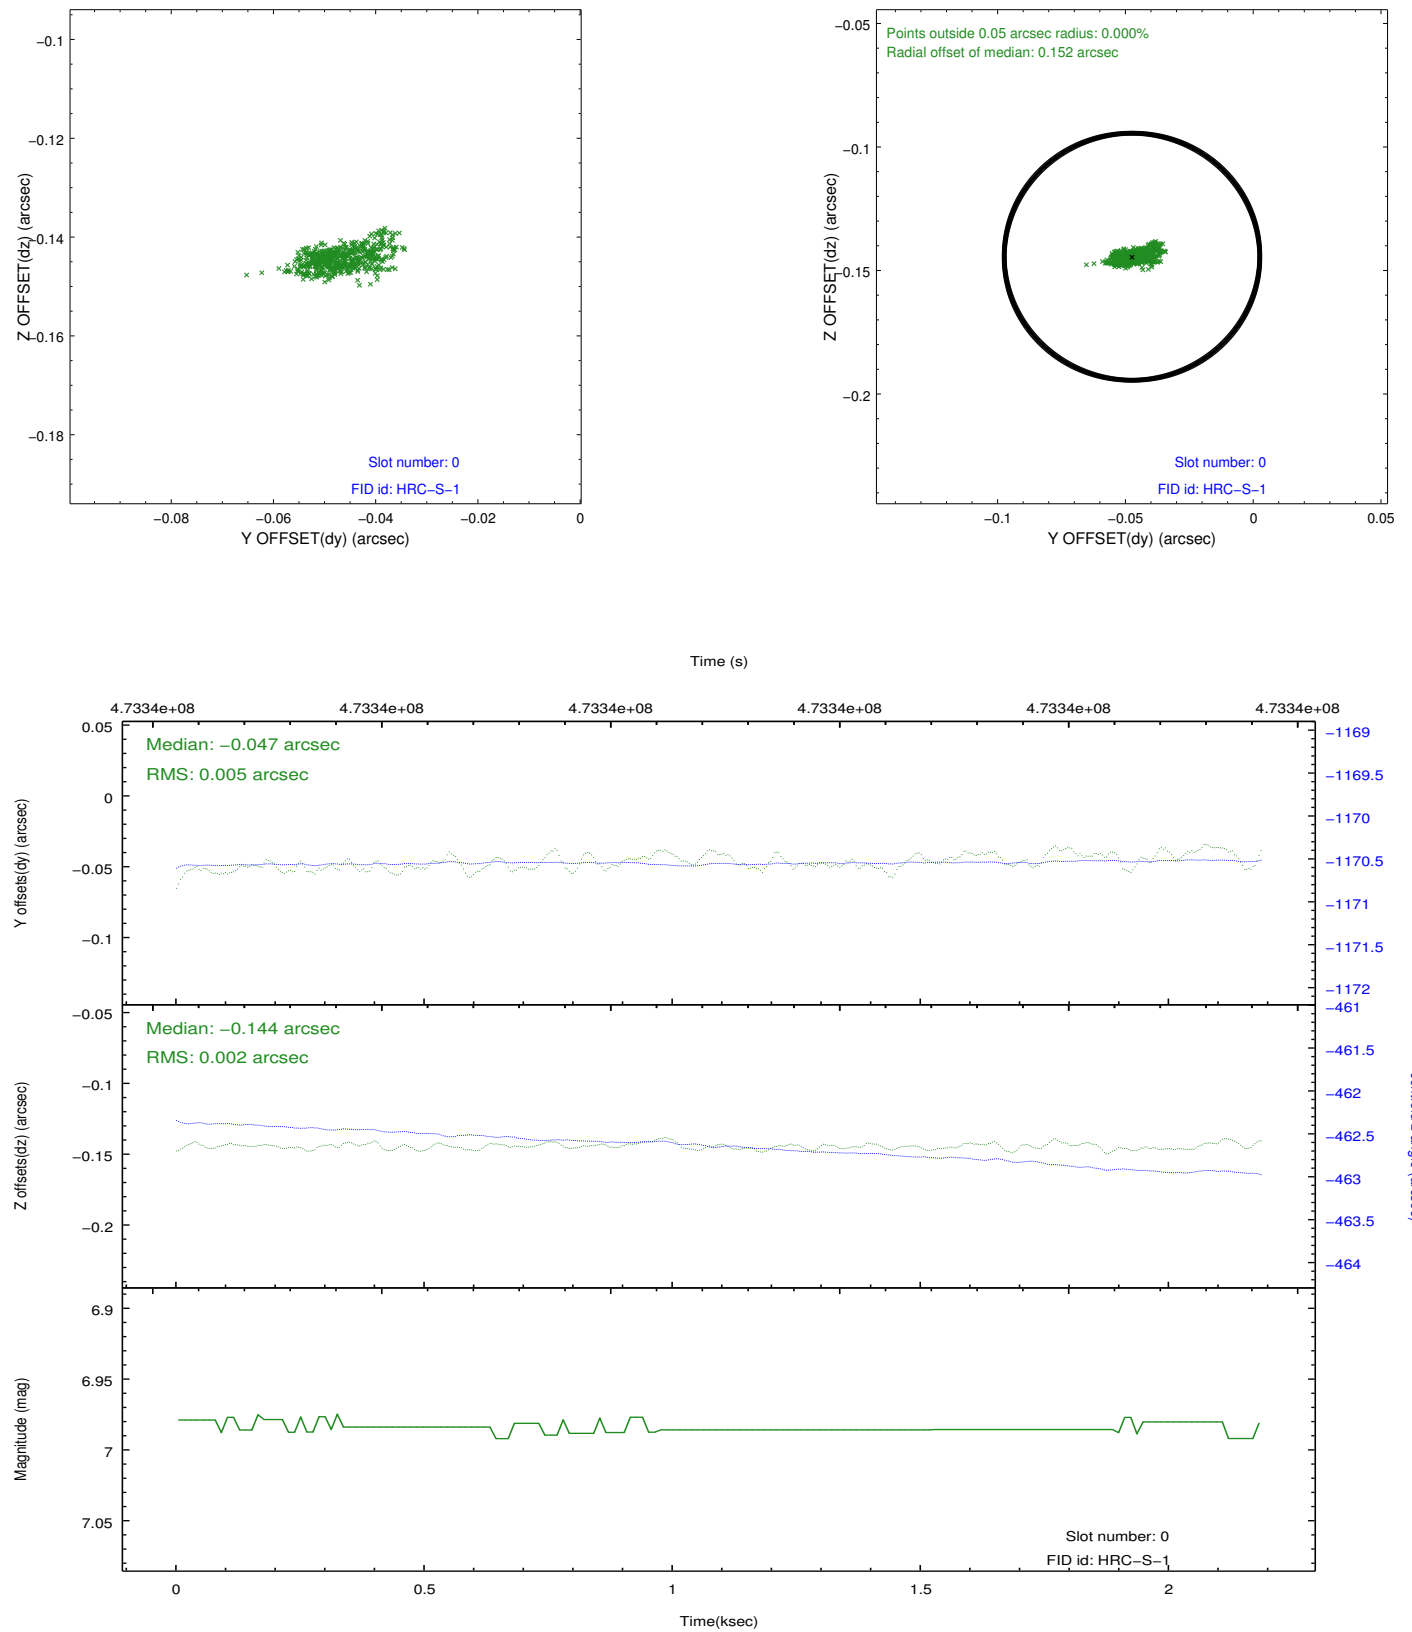 −0.1
−0.12
−0.14
−0.16
−0.18
Z OFFSET(dz) (arcsec)
Slot number: 0
FID id: HRC−S−1
−0.08 −0.06 −0.04 −0.02 0
Y OFFSET(dy) (arcsec)
Points outside 0.05 arcsec radius: 0.000%
Radial offset of median: 0.152 arcsec
−0.05
−0.1
−0.15
−0.2
Z OFFSET(dz) (arcsec)
Slot number: 0
FID id: HRC−S−1
−0.1 −0.05 0 0.05
Y OFFSET(dy) (arcsec)
Time (s)
4.7334e+08 4.7334e+08 4.7334e+08 4.7334e+08 4.7334e+08 4.7334e+08
Median: −0.047 arcsec
RMS: 0.005 arcsec
0.05
0
−0.05
−0.1
Y offsets(dy) (arcsec)
−1169
−1169.5
−1170
−1170.5
−1171
−1171.5
−1172
Median: −0.144 arcsec
RMS: 0.002 arcsec
−0.05
−0.1
−0.15
−0.2
Z offsets(dz) (arcsec)
−461
−461.5
−462
−462.5
−463
−463.5
−464
6.9
6.95
7
7.05
Magnitude (mag)
Slot number: 0
FID id: HRC−S−1
0 0.5 1 1.5 2
Time(ksec)